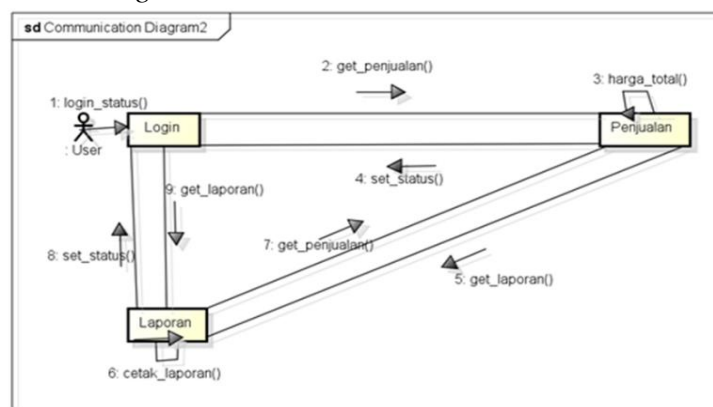 sd Communication Diagram2
2: get_penjualan()
3: harga_total()
1: login_status()
Login
Penjualan
: User
4: set_status()
9: get_laporan()
7: get_penjualan()
8: set_status()
5: get_laporan()
Laporan
6: cetak_laporan()